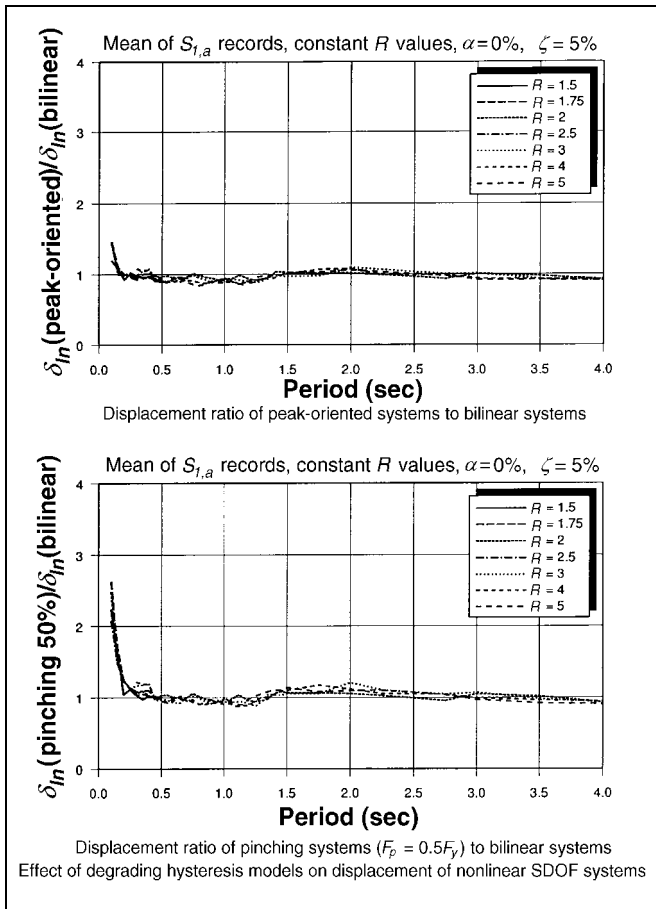 Mean of S1,a records, constant R values, α=0%, ζ = 5%
δIn(peak-oriented)/δIn(bilinear)
4
3
2
1
0
R = 1.5
R = 1.75
R = 2
R = 2.5
R = 3
R = 4
R = 5
0.0 0.5 1.0 1.5 2.0 2.5 3.0 3.5 4.0
Period (sec)
Displacement ratio of peak-oriented systems to bilinear systems
Mean of S1,a records, constant R values, α=0%, ζ = 5%
δIn(pinching 50%)/δIn(bilinear)
4
3
2
1
0
R = 1.5
R = 1.75
R = 2
R = 2.5
R = 3
R = 4
R = 5
0.0 0.5 1.0 1.5 2.0 2.5 3.0 3.5 4.0
Period (sec)
Displacement ratio of pinching systems (Fp = 0.5Fy) to bilinear systems
Effect of degrading hysteresis models on displacement of nonlinear SDOF systems